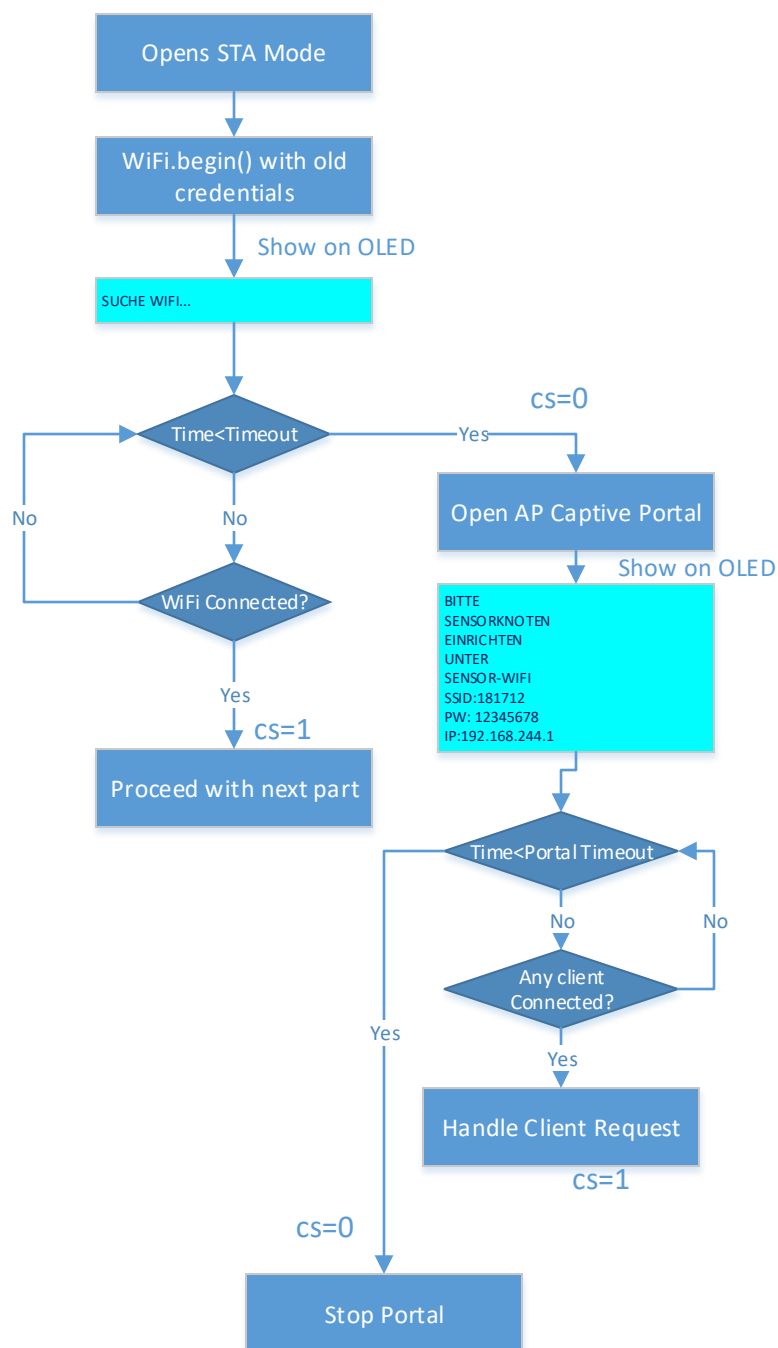 Opens STA Mode
WiFi.begin() with old
credentials
Show on OLED
SUCHE WIFI...
cs=0
Time<Timeout
Yes
No
No
Open AP Captive Portal
Show on OLED
WiFi Connected?
BITTE
SENSORKNOTEN
EINRICHTEN
UNTER
SENSOR-WIFI
SSID:181712
PW: 12345678
IP:192.168.244.1
Yes
cs=1
Proceed with next part
Time<Portal Timeout
No
No
Any client
Connected?
Yes
Yes
Handle Client Request
cs=1
cs=0
Stop Portal